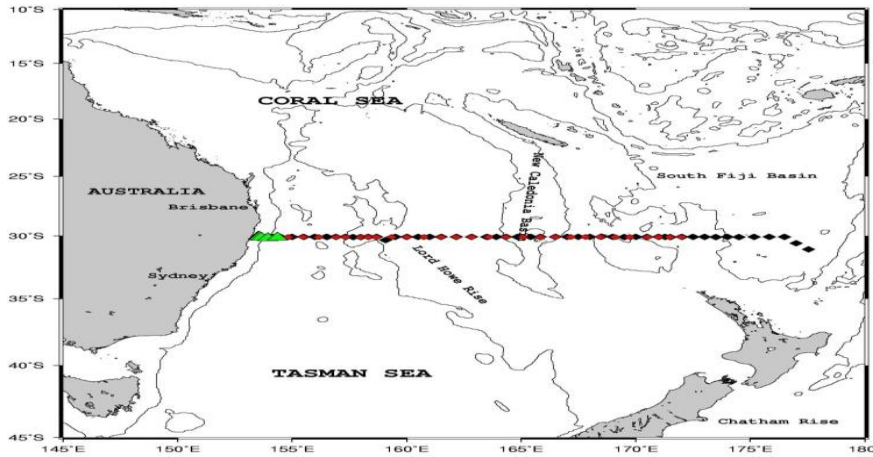 10°S
15°S
CORAL SEA
20°S
New Caledonia Bas
25°S
South Fiji Basin
AUSTRALIA
Brisbane
30°S
Lord Howe Rise
Sydney
35°S
40°S
TASMAN SEA
Chatham Rise
45°S
145°E 150°E 155°E 160°E 165°E 170°E 175°E 180